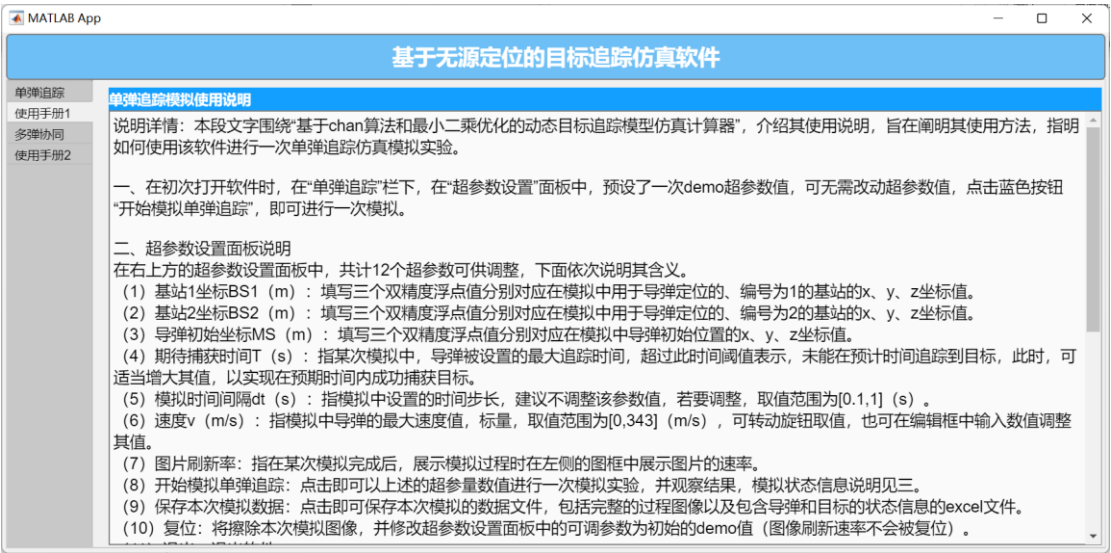 MATLAB App
基于无源定位的目标追踪仿真软件
单弹追踪
使用手册1
多弹协同
使用手册2
单弹追踪模拟使用说明
说明详情：本段文字围绕“基于chan算法和最小二乘优化的动态目标追踪模型仿真计算器”，介绍其使用说明，旨在阐明其使用方法，指明
如何使用该软件进行一次单弹追踪仿真模拟实验。
一、在初次打开软件时，在“单弹追踪”栏下，在“超参数设置”面板中，预设了一次demo超参数值，可无需改动超参数值，点击蓝色按钮
“开始模拟单弹追踪”，即可进行一次模拟。
二、超参数设置面板说明
在右上方的超参数设置面板中，共计12个超参数可供调整，下面依次说明其含义。
（1）基站1坐标BS1（m）：填写三个双精度浮点值分别对应在模拟中用于导弹定位的、编号为1的基站的x、y、z坐标值。
（2）基站2坐标BS2（m）：填写三个双精度浮点值分别对应在模拟中用于导弹定位的、编号为2的基站的x、y、z坐标值。
（3）导弹初始坐标MS（m）：填写三个双精度浮点值分别对应在模拟中导弹初始位置的x、y、z坐标值。
（4）期待捕获时间T（s）：指某次模拟中，导弹被设置的最大追踪时间，超过此时间阈值表示，未能在预计时间追踪到目标，此时，可
适当增大其值，以实现在预期时间内成功捕获目标。
（5）模拟时间间隔dt（s）：指模拟中设置的时间步长，建议不调整该参数值，若要调整，取值范围为[0.1,1]（s）。
（6）速度v（m/s）：指模拟中导弹的最大速度值，标量，取值范围为[0,343]（m/s），可转动旋钮取值，也可在编辑框中输入数值调整
其值。
（7）图片刷新率：指在某次模拟完成后，展示模拟过程时在左侧的图框中展示图片的速率。
（8）开始模拟单弹追踪：点击即可以上述的超参量数值进行一次模拟实验，并观察结果，模拟状态信息说明见三。
（9）保存本次模拟数据：点击即可保存本次模拟的数据文件，包括完整的过程图像以及包含导弹和目标的状态信息的excel文件。
（10）复位：将擦除本次模拟图像，并修改超参数设置面板中的可调参数为初始的demo值（图像刷新速率不会被复位）。